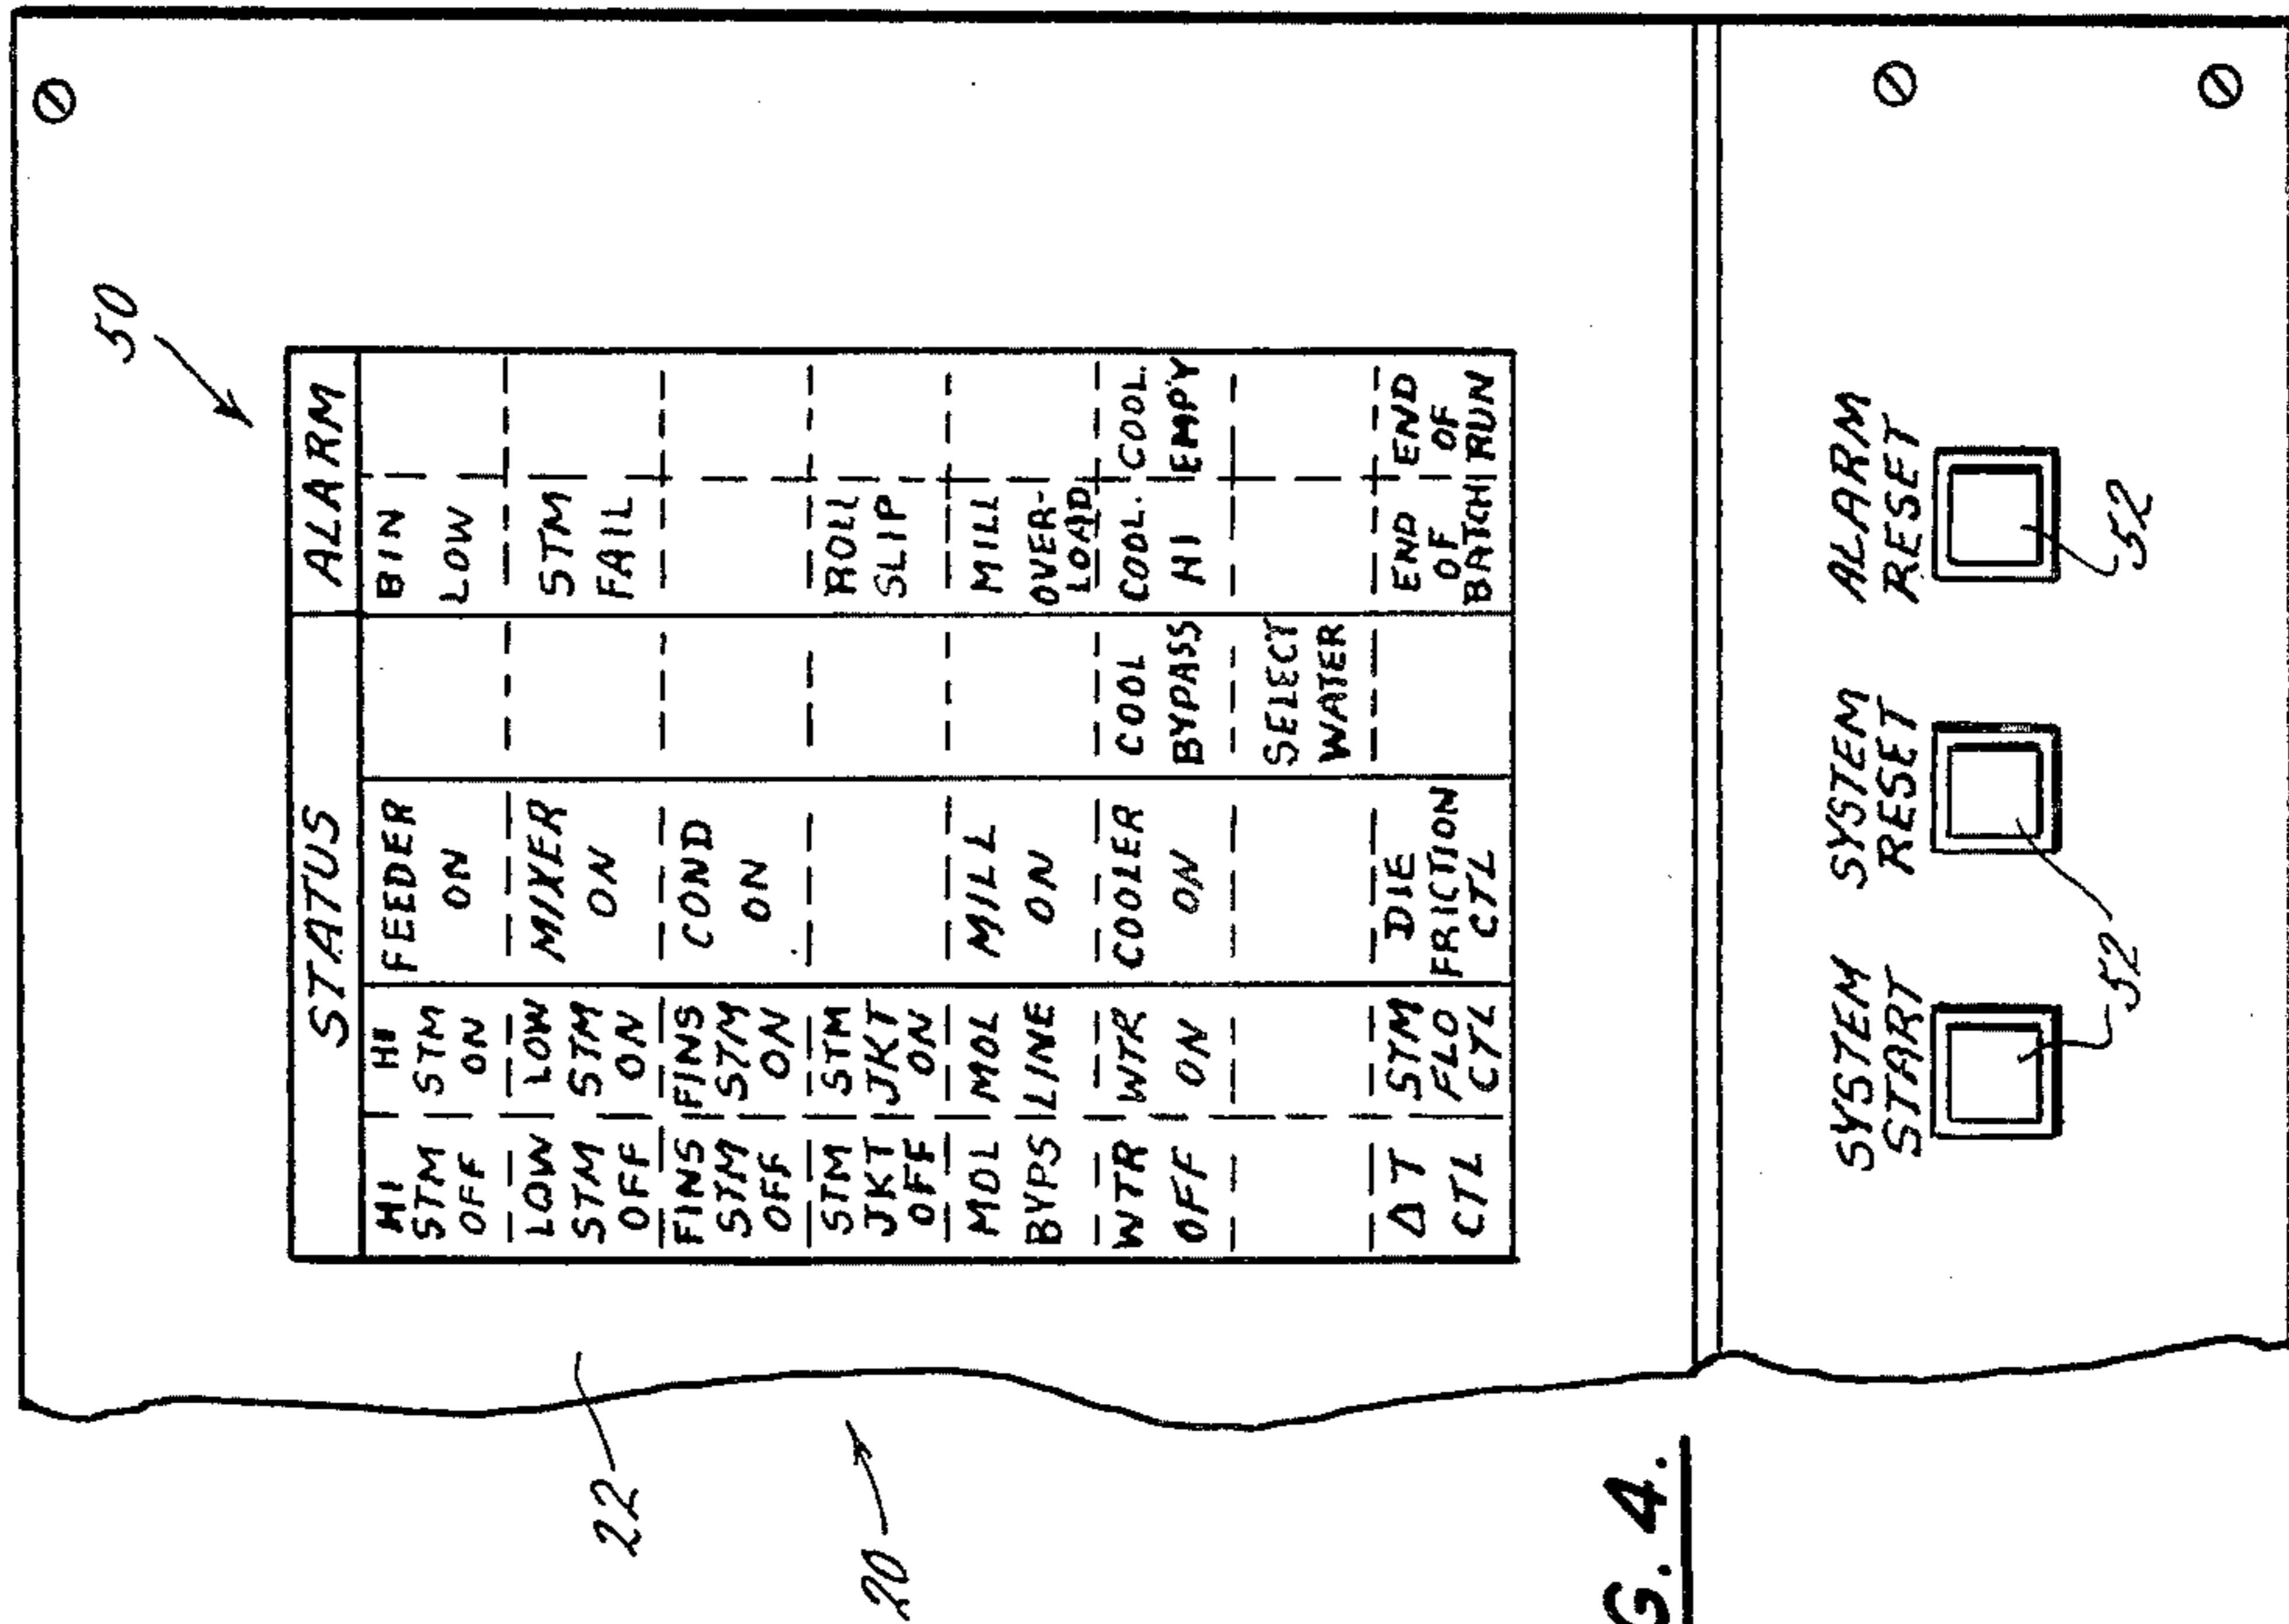 50
STATUS ALARM
HI HI FEEDER BIN
STM STM ON LOW
OFF ON
LOW LOW MIXER STM
STM STM ON FAIL
OFF ON
FINS FINS COND
STM STM ON
OFF ON
STM STM ROLL
JKT JKT SLIP
OFF ON
MOL MOL MILL MILL
BYPS LINE ON OVER-
LOAD
WTR WTR COOLER COOL COOL. COOL.
OFF ON ON BYPASS HI EMPY
SELECT
WATER
Δ T STM DIE END END
CTL FLO FRICTION OF OF
CTL CTL BATCH RUN
22
20
SYSTEM SYSTEM ALARM
START RESET RESET
52 52
G. 4.